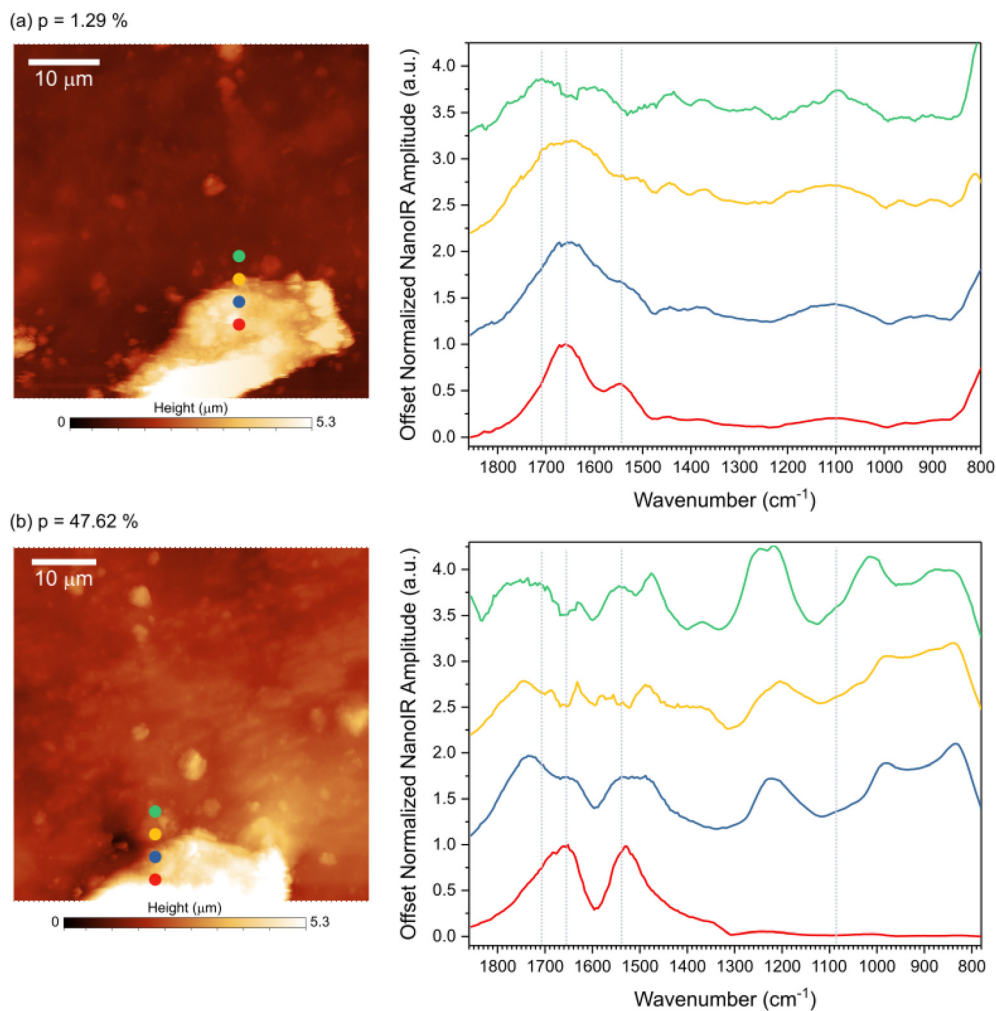 (a) p = 1.29 %
10 μm
Height (μm)
0 5.3
Offset Normalized NanoIR Amplitude (a.u.)
4.0
3.5
3.0
2.5
2.0
1.5
1.0
0.5
0.0
1800 1700 1600 1500 1400 1300 1200 1100 1000 900 800
Wavenumber (cm⁻¹)
(b) p = 47.62 %
10 μm
Height (μm)
0 5.3
Offset Normalized NanoIR Amplitude (a.u.)
4.0
3.5
3.0
2.5
2.0
1.5
1.0
0.5
0.0
1800 1700 1600 1500 1400 1300 1200 1100 1000 900 800
Wavenumber (cm⁻¹)